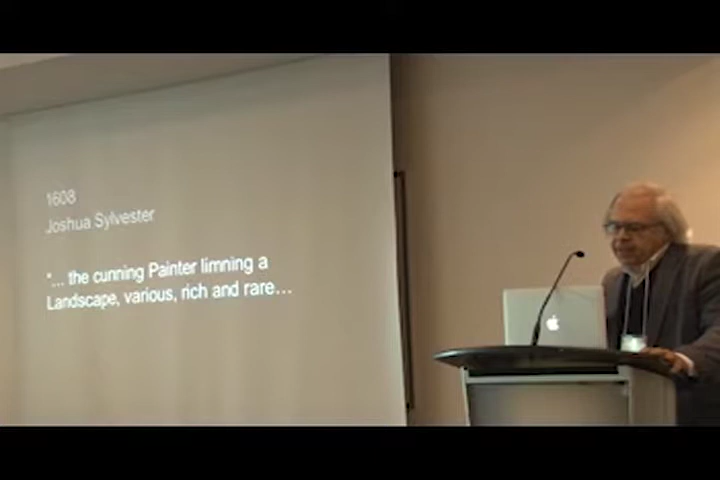 1608
Joshua Sylvester
"... the cunning Painter limning a
Landscape, various, rich and rare...